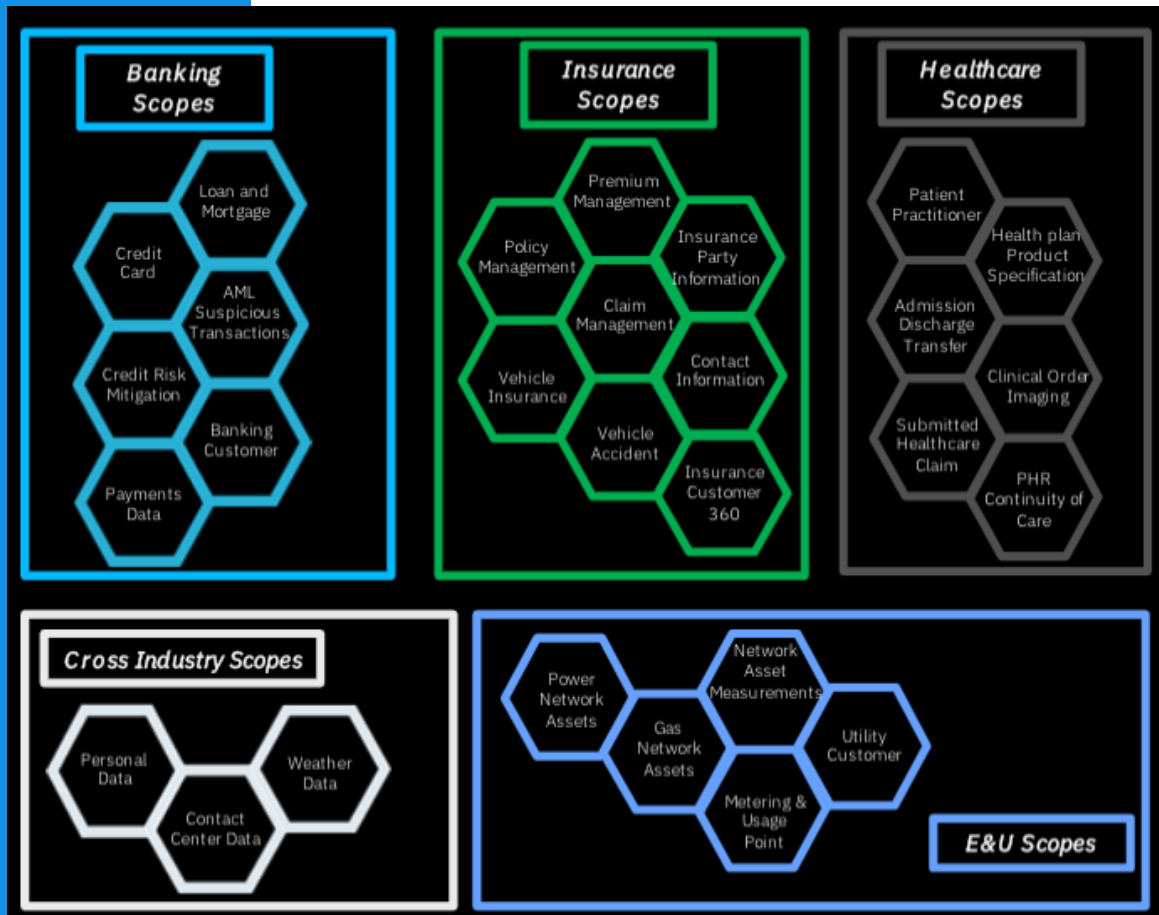 Banking
Scopes
Loan and
Mortgage
Credit
Card
AML
Suspicious
Transactions
Credit Risk
Mitigation
Banking
Customer
Payments
Data
Insurance
Scopes
Premium
Management
Policy
Management
Insurance
Party
Information
Claim
Management
Vehicle
Insurance
Contact
Information
Vehicle
Accident
Insurance
Customer
360
Healthcare
Scopes
Patient
Practitioner
Health plan
Product
Specification
Admission
Discharge
Transfer
Clinical Order
Imaging
Submitted
Healthcare
Claim
PHR
Continuity of
Care
Cross Industry Scopes
Personal
Data
Contact
Center Data
Weather
Data
Power
Network
Assets
Gas
Network
Assets
Network
Asset
Measurements
Metering &
Usage
Point
Utility
Customer
E&U Scopes